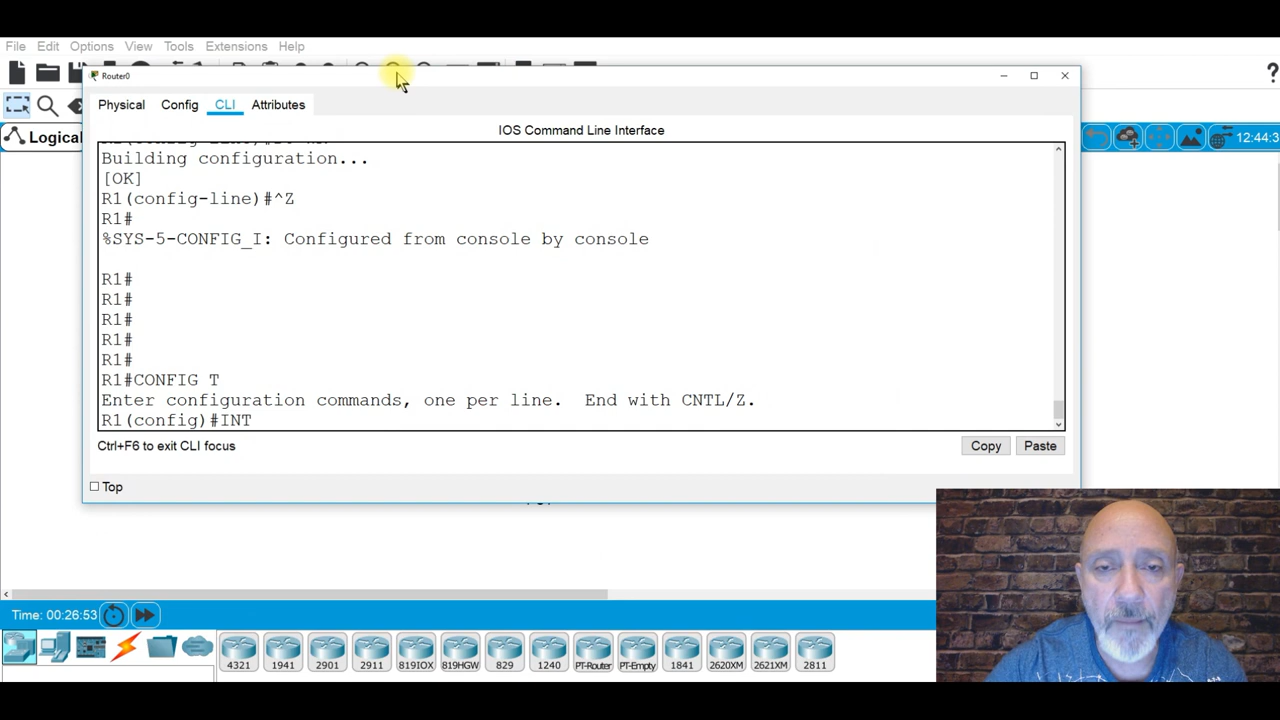 File Edit Options View Tools Extensions Help
Router0
?
Physical Config CLI Attributes
Logical
12:44:3
IOS Command Line Interface
Building configuration...
[OK]
R1(config-line)#^Z
R1#
%SYS-5-CONFIG_I: Configured from console by console
R1#
R1#
R1#
R1#
R1#
R1#CONFIG T
Enter configuration commands, one per line. End with CNTL/Z.
R1(config)#INT
Ctrl+F6 to exit CLI focus
Copy Paste
Top
Time: 00:26:53
4321 1941 2901 2911 819IOX 819HGW 829 1240 PT-Router PT-Empty 1841 2620XM 2621XM 2811